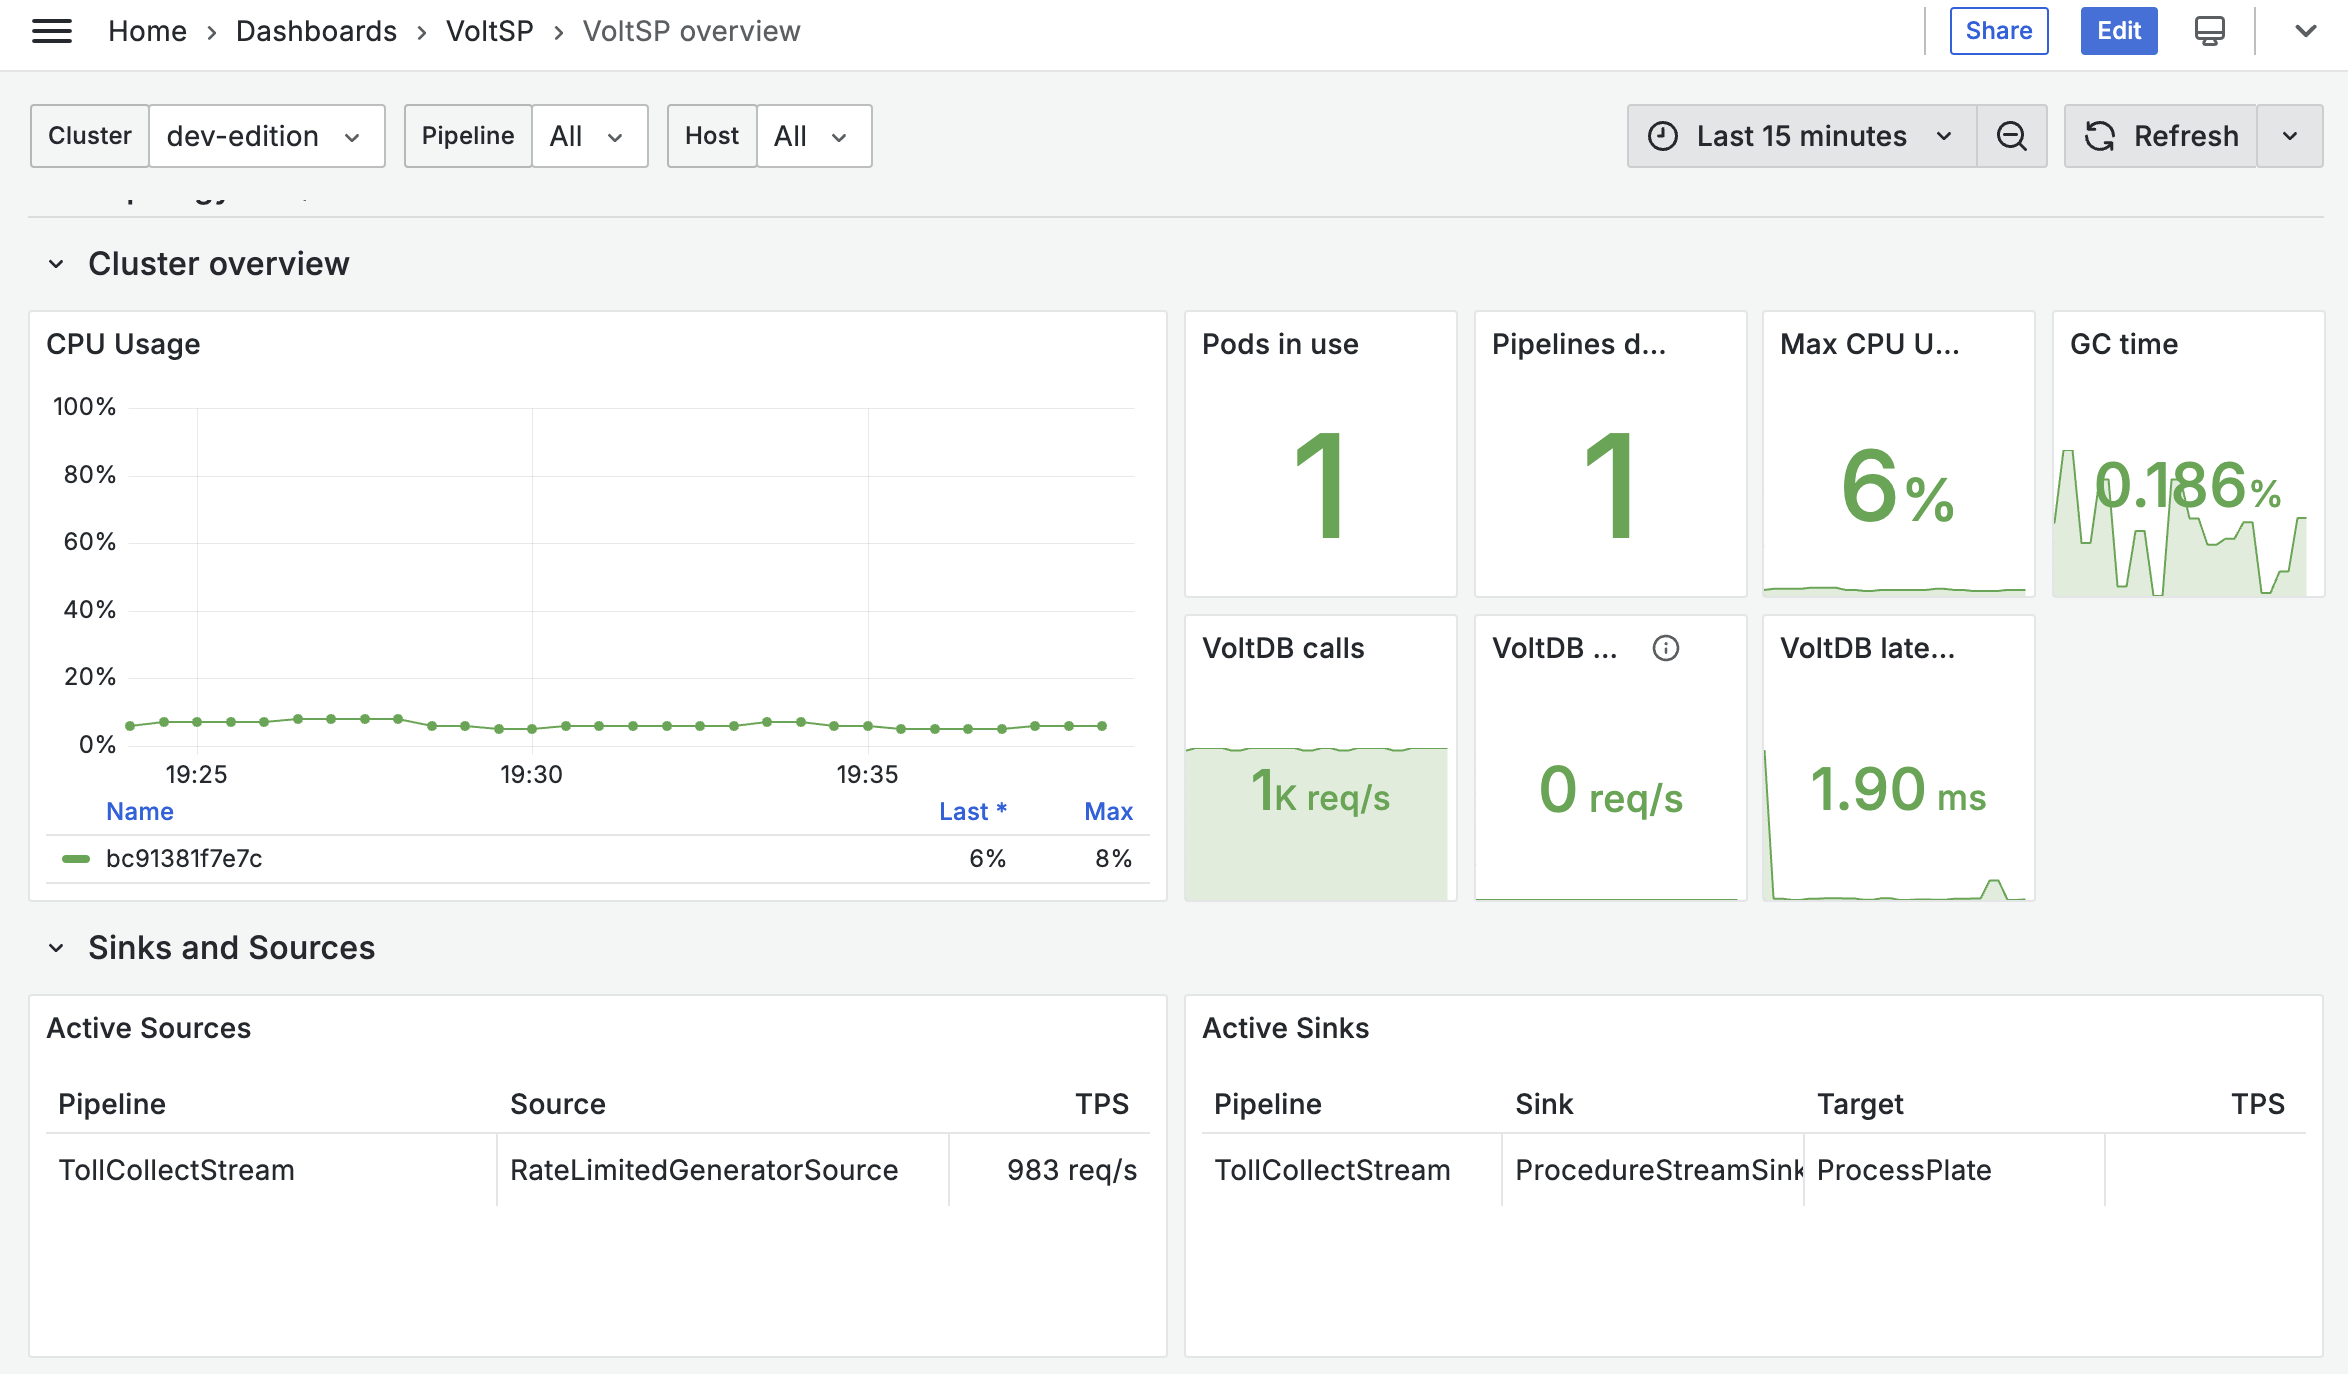 Home › Dashboards › VoltSP › VoltSP overview
Share
Edit
Cluster dev-edition
Pipeline All
Host All
Last 15 minutes
Refresh
Cluster overview
CPU Usage
100%
80%
60%
40%
20%
0%
19:25 19:30 19:35
Name Last * Max
bc91381f7e7c 6% 8%
Pods in use
1
Pipelines d...
1
Max CPU U...
6%
GC time
0.186%
VoltDB calls
1K req/s
VoltDB ...
0 req/s
VoltDB late...
1.90 ms
Sinks and Sources
Active Sources
Pipeline Source TPS
TollCollectStream RateLimitedGeneratorSource 983 req/s
Active Sinks
Pipeline Sink Target TPS
TollCollectStream ProcedureStreamSink ProcessPlate